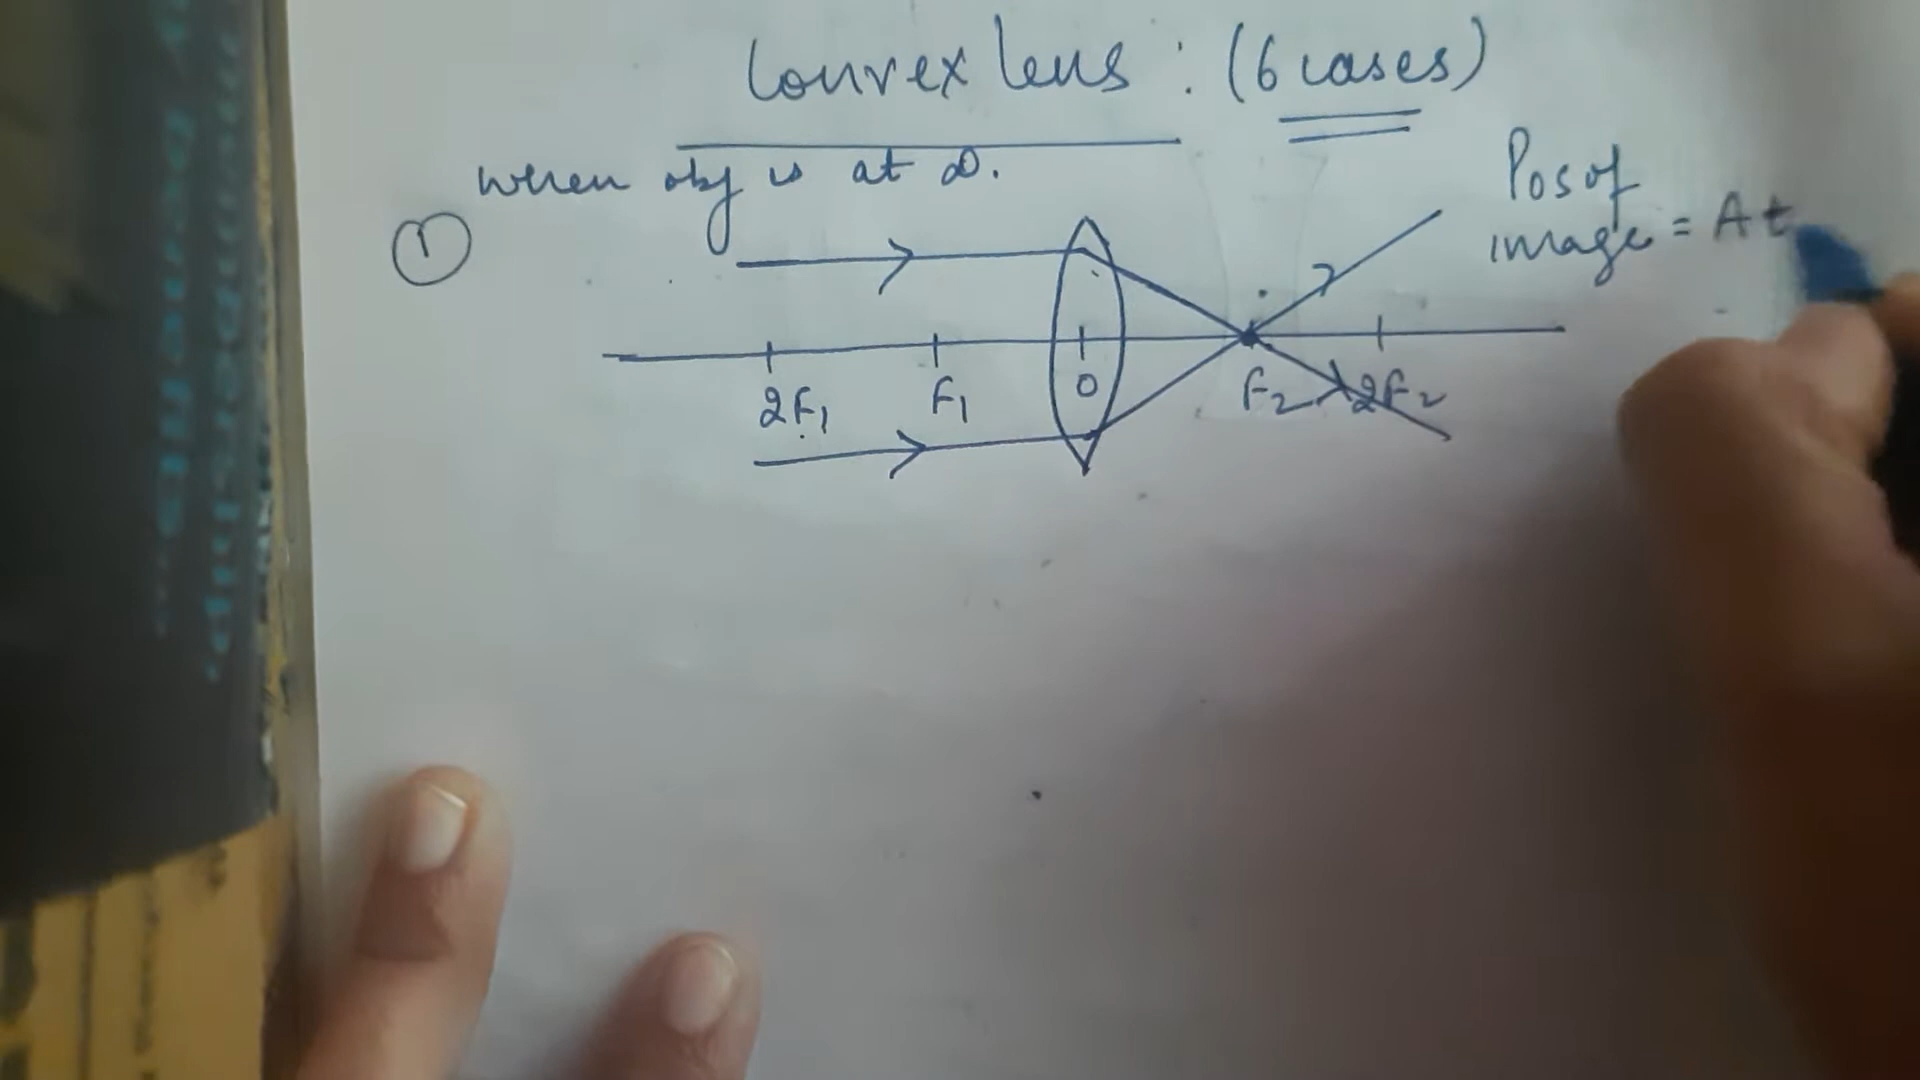 Convex lens : (6 cases)
when obj is at ∞.
1
Pos of
image = At
2F₁ F₁ O F₂ 2F₂